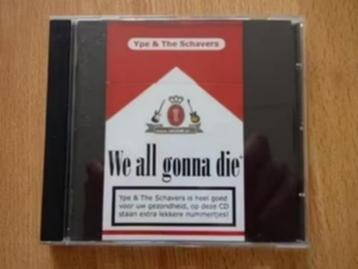 Ype & The Schavers
We all gonna die
Ype & The Schavers is heel goed
voor uw gezondheid, op deze CD
staan extra lekkere nummertjes!